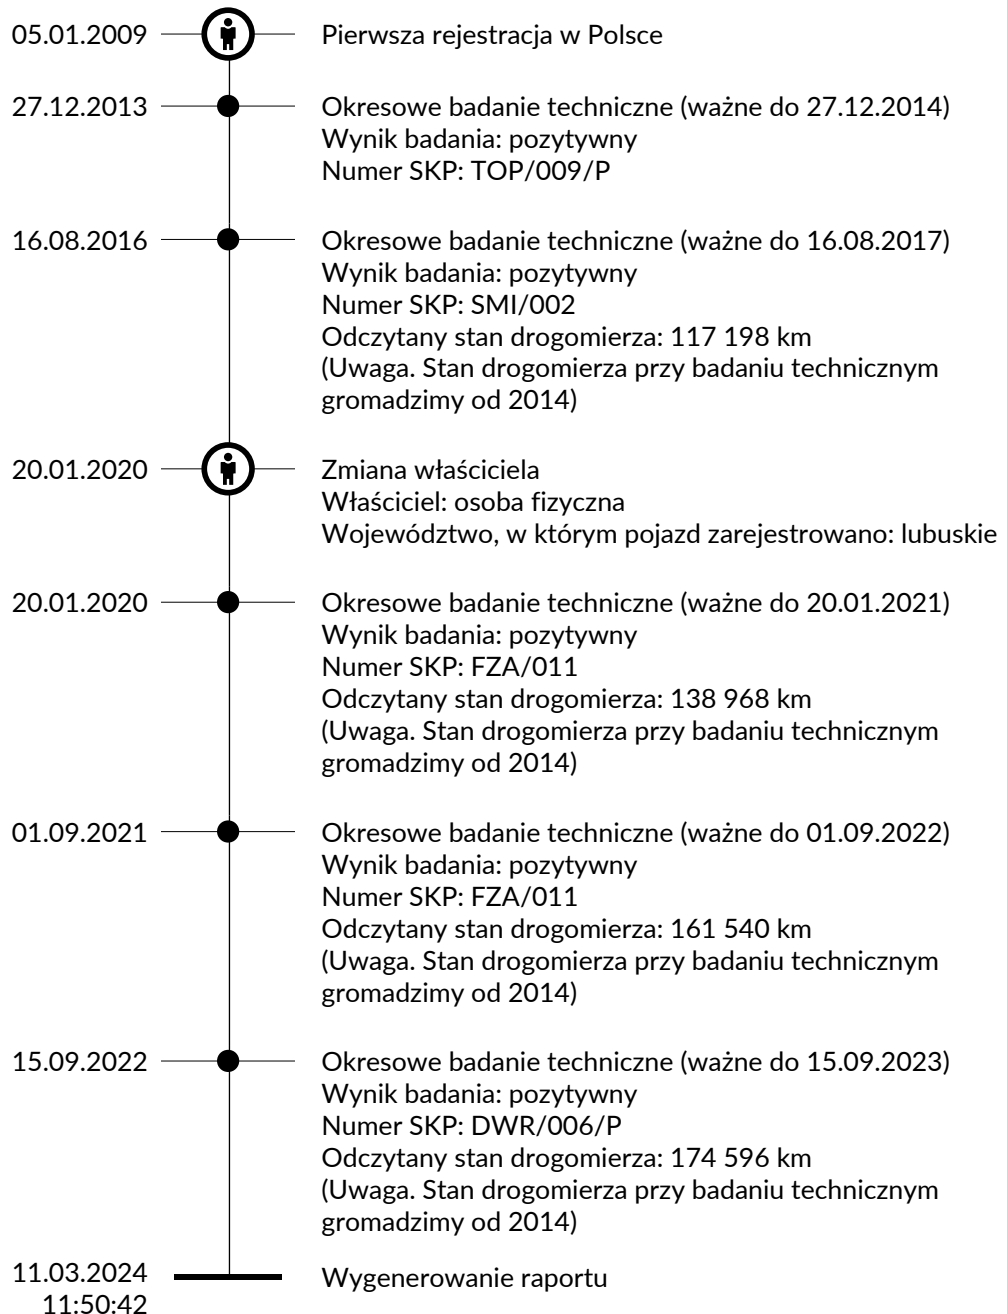 05.01.2009 Pierwsza rejestracja w Polsce
27.12.2013 Okresowe badanie techniczne (ważne do 27.12.2014)
Wynik badania: pozytywny
Numer SKP: TOP/009/P
16.08.2016 Okresowe badanie techniczne (ważne do 16.08.2017)
Wynik badania: pozytywny
Numer SKP: SMI/002
Odczytany stan drogomierza: 117 198 km
(Uwaga. Stan drogomierza przy badaniu technicznym
gromadzimy od 2014)
20.01.2020 Zmiana właściciela
Właściciel: osoba fizyczna
Województwo, w którym pojazd zarejestrowano: lubuskie
20.01.2020 Okresowe badanie techniczne (ważne do 20.01.2021)
Wynik badania: pozytywny
Numer SKP: FZA/011
Odczytany stan drogomierza: 138 968 km
(Uwaga. Stan drogomierza przy badaniu technicznym
gromadzimy od 2014)
01.09.2021 Okresowe badanie techniczne (ważne do 01.09.2022)
Wynik badania: pozytywny
Numer SKP: FZA/011
Odczytany stan drogomierza: 161 540 km
(Uwaga. Stan drogomierza przy badaniu technicznym
gromadzimy od 2014)
15.09.2022 Okresowe badanie techniczne (ważne do 15.09.2023)
Wynik badania: pozytywny
Numer SKP: DWR/006/P
Odczytany stan drogomierza: 174 596 km
(Uwaga. Stan drogomierza przy badaniu technicznym
gromadzimy od 2014)
11.03.2024 Wygenerowanie raportu
11:50:42